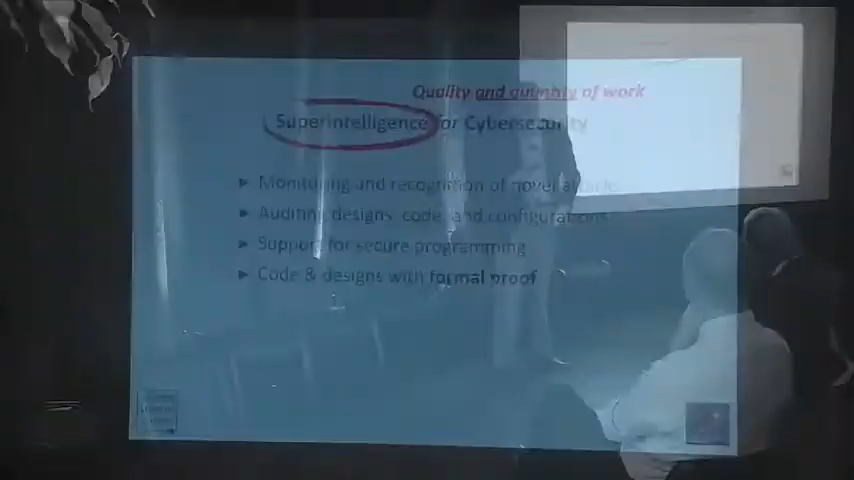 Quality and quantity of work
Superintelligence for Cybersecurity
► Monitoring and recognition of novel attacks
► Auditing designs, code, and configurations
► Support for secure programming
► Code & designs with formal proof